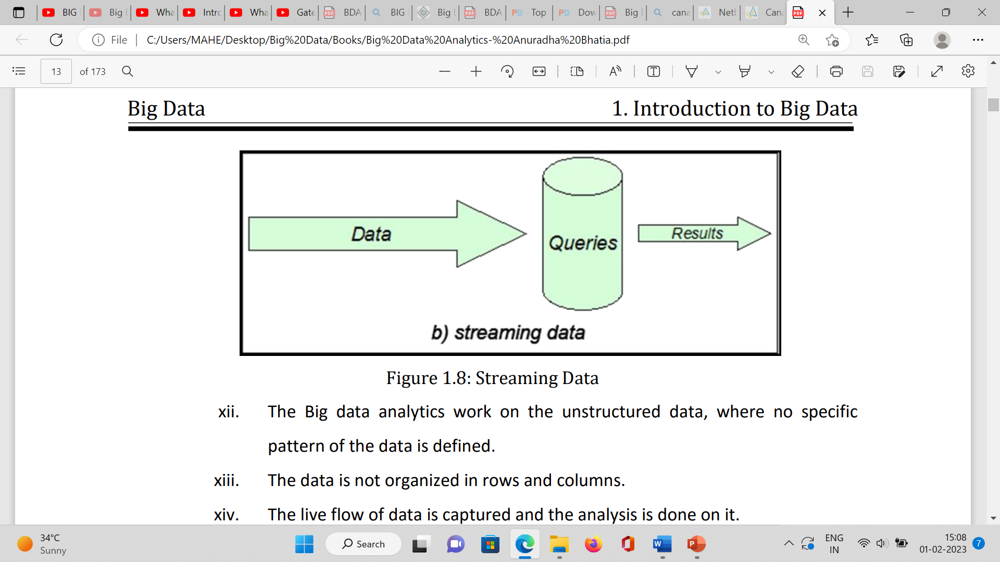 BIG
Big
Wha
Intro
Wha
Gate
BDA
BIG
Big
BDA
PD Top
PD Dow
Big
cana
Net
Can
File C:/Users/MAHE/Desktop/Big%20Data/Books/Big%20Data%20Analytics-%20Anuradha%20Bhatia.pdf
13 of 173
Big Data 1. Introduction to Big Data
Data
Queries
Results
b) streaming data
Figure 1.8: Streaming Data
xii. The Big data analytics work on the unstructured data, where no specific
pattern of the data is defined.
xiii. The data is not organized in rows and columns.
xiv. The live flow of data is captured and the analysis is done on it.
34°C
Sunny
Search
ENG
IN
15:08
01-02-2023
7